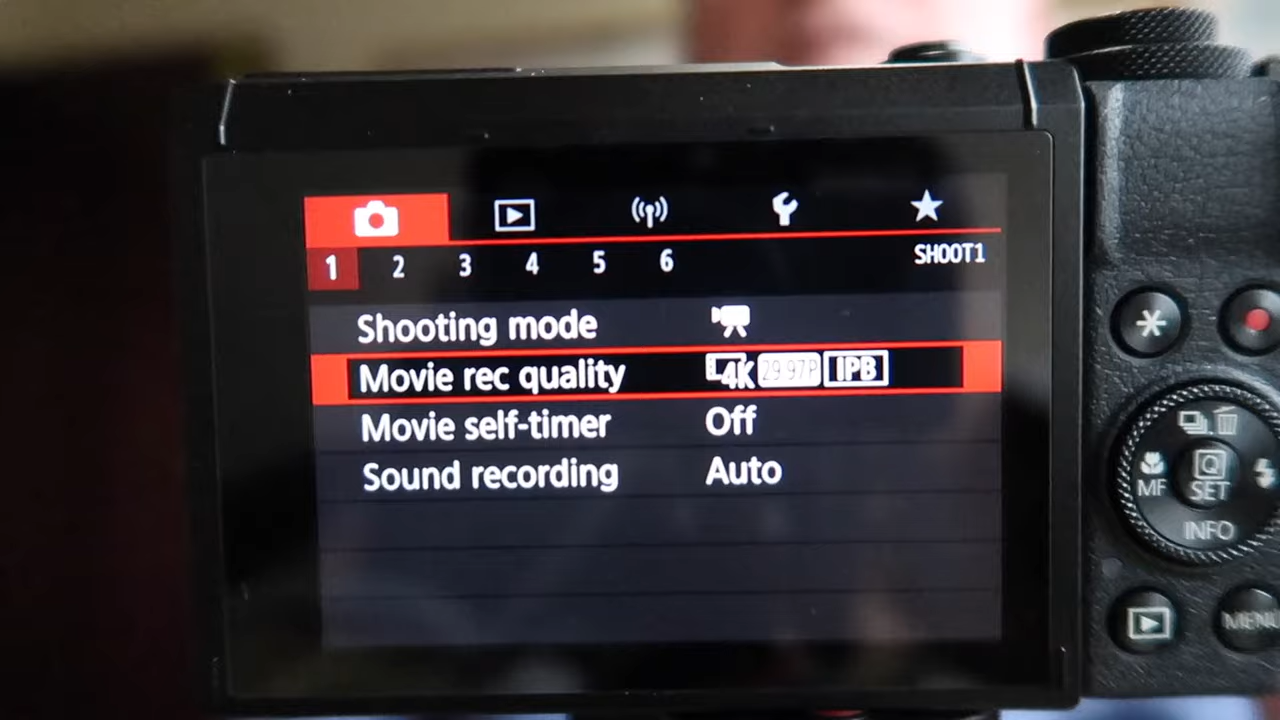 1 2 3 4 5 6 SHOOT1
Shooting mode
Movie rec quality 4K 29.97P IPB
Movie self-timer Off
Sound recording Auto
MF
Q
SET
INFO
MENU